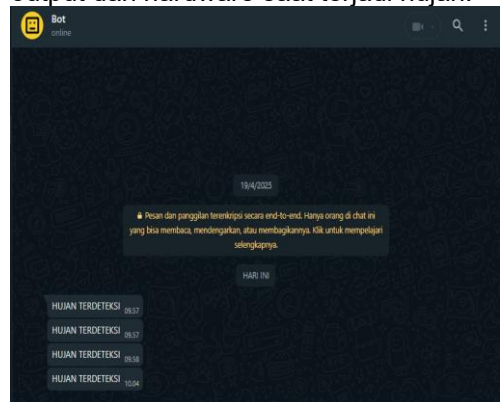 output dari hardware saat terjadi hujan.
Bot
online
19/4/2025
Pesan dan panggilan terenkripsi secara end-to-end. Hanya orang di chat ini
yang bisa membaca, mendengarkan, atau membagikannya. Klik untuk mempelajari
selengkapnya.
HARI INI
HUJAN TERDETEKSI 09.57
HUJAN TERDETEKSI 09.57
HUJAN TERDETEKSI 09.58
HUJAN TERDETEKSI 10.04